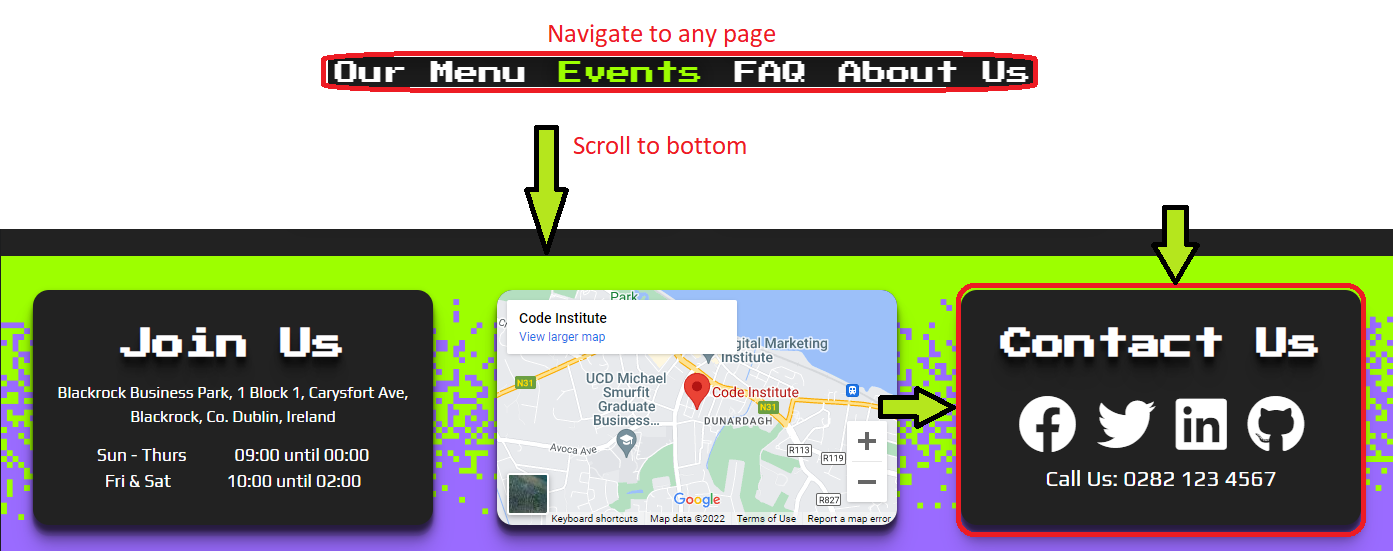 Navigate to any page
Our Menu Events FAQ About Us
Scroll to bottom
Join Us
Blackrock Business Park, 1 Block 1, Carysfort Ave,
Blackrock, Co. Dublin, Ireland
Sun - Thurs 09:00 until 00:00
Fri & Sat 10:00 until 02:00
Park
Code Institute
View larger map
igital Marketing
Institute
N31
UCD Michael
Smurfit
Graduate
Business...
Code Institute
N31
DUNARDAGH
Avoca Ave
R113
R119
R827
Google
Keyboard shortcuts Map data ©2022 Terms of Use Report a map error
Contact Us
Call Us: 0282 123 4567